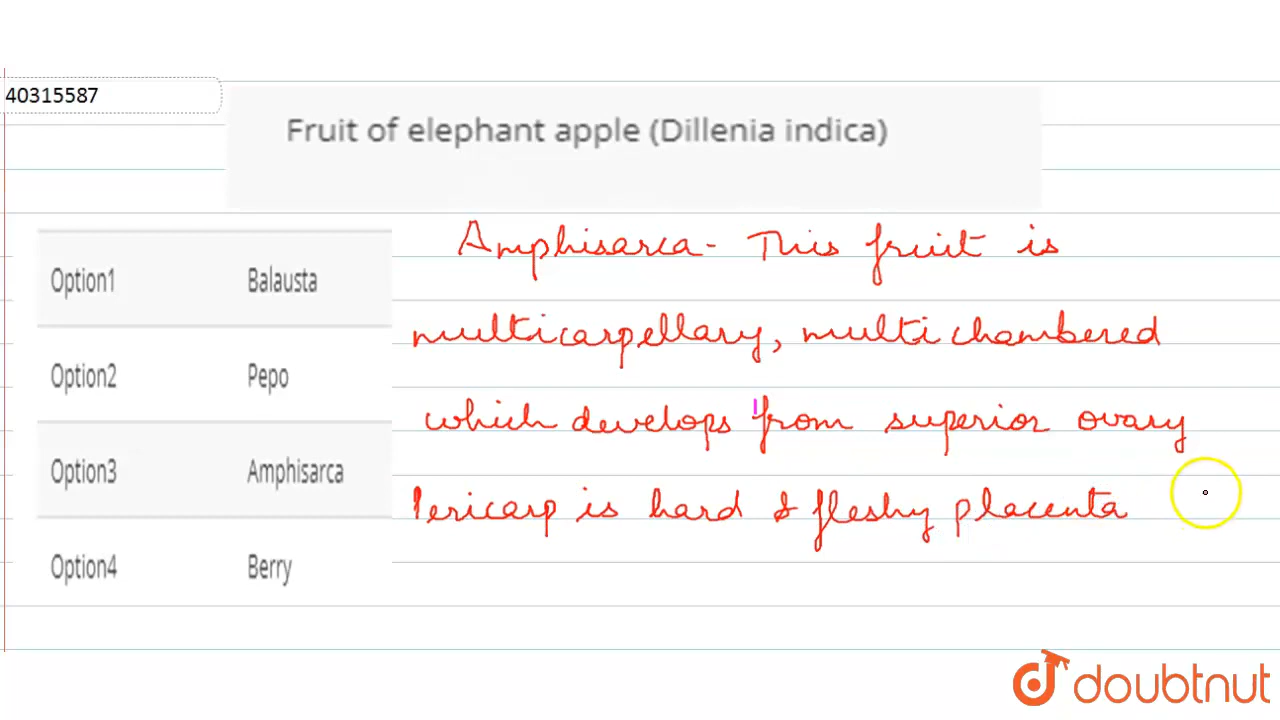 40315587
Fruit of elephant apple (Dillenia indica)
Option1 Balausta
Option2 Pepo
Option3 Amphisarca
Option4 Berry
Amphisarca - This fruit is
multicarpellary, multichambered
which develops from superior ovary
Pericarp is hard & fleshy placenta
doubtnut